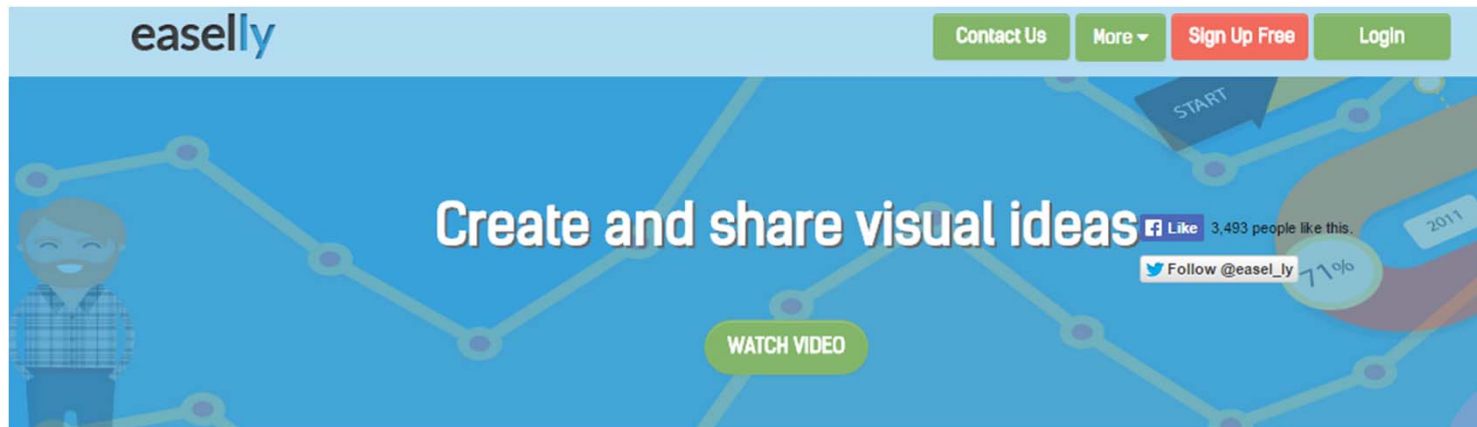 easelly
Contact Us
More
Sign Up Free
Login
START
Create and share visual ideas
Like 3,493 people like this.
2011
Follow @easel_ly
71%
WATCH VIDEO